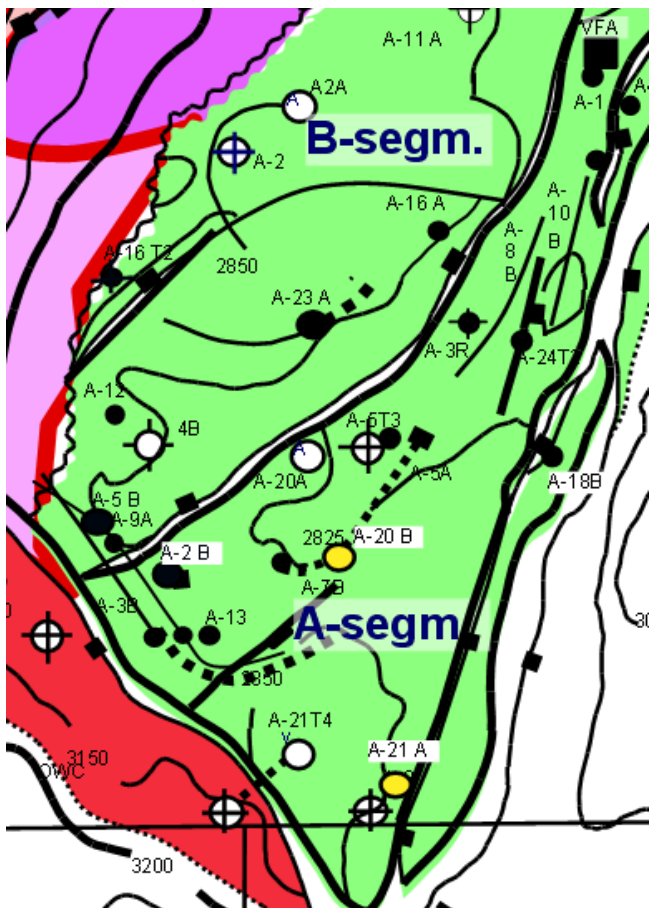 VFA
A-11 A
A2A
A
A-1
B-segm.
A-2
A-10 B
A-16 A
A-8 B
A-16 T2
2850
A-23 A
A-3R
A-24T2
A-12
4B
A-6T3
A
A-20A
A-5A
A-18B
A-5 B
A-9A
2825
A-20 B
A-2 B
A-7B
A-3B
A-13
A-segm
2850
A-21T4
A-21 A
3150
OWC
3200